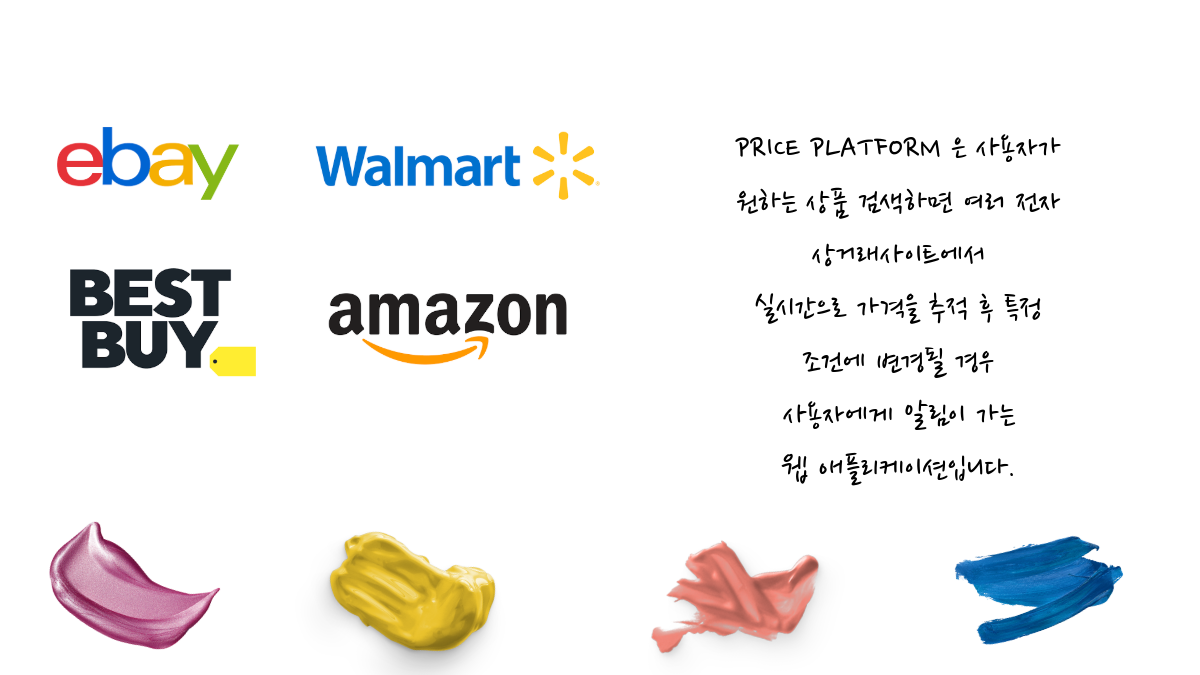 ebay
Walmart
BEST
BUY
amazon
PRICE PLATFORM 은 사용자가
원하는 상품 검색하면 여러 전자
상거래사이트에서
실시간으로 가격을 추적 후 특정
조건에 변경될 경우
사용자에게 알림이 가는
웹 애플리케이션입니다.